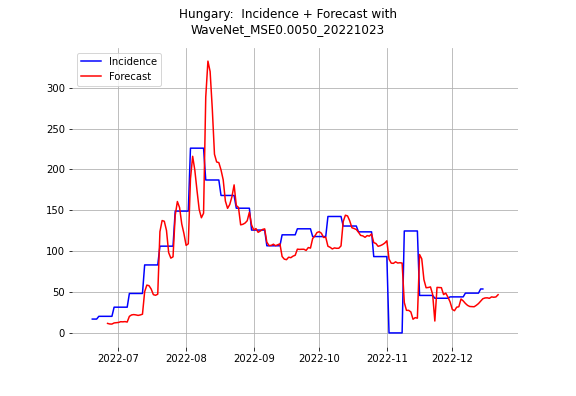 Hungary:  Incidence + Forecast with
WaveNet_MSE0.0050_20221023
Incidence
Forecast
300
250
200
150
100
50
0
2022-07 2022-08 2022-09 2022-10 2022-11 2022-12